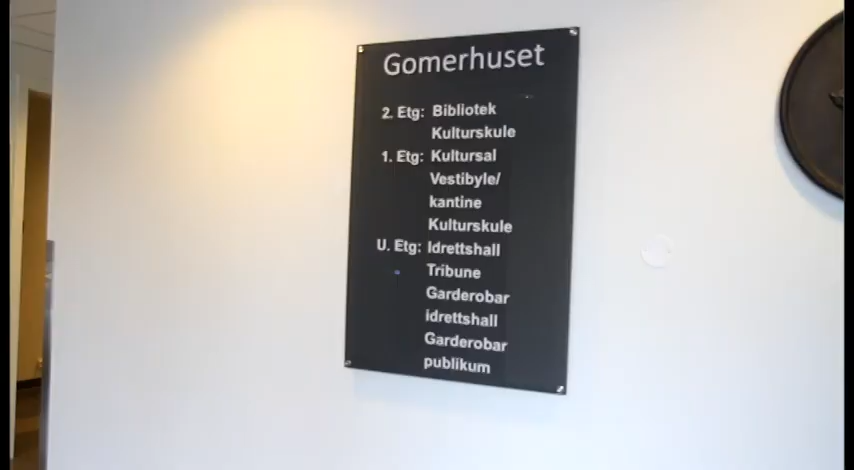 Gomerhuset
2. Etg: Bibliotek
Kulturskule
1. Etg: Kultursal
Vestibyle/
kantine
Kulturskule
U. Etg: Idrettshall
Tribune
Garderobar
idrettshall
Garderobar
publikum